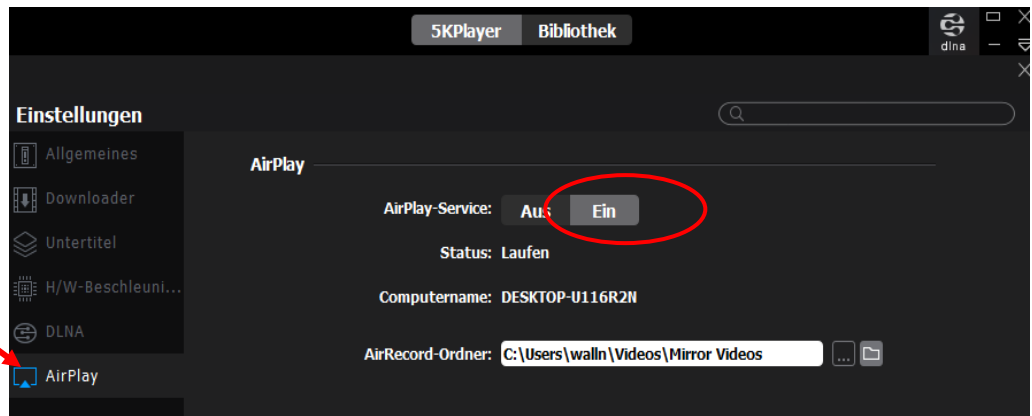 5KPlayer Bibliothek
dlna
Einstellungen
Allgemeines
Downloader
Untertitel
H/W-Beschleuni...
DLNA
AirPlay
AirPlay
AirPlay-Service: Aus Ein
Status: Laufen
Computername: DESKTOP-U116R2N
AirRecord-Ordner: C:\Users\walln\Videos\Mirror Videos ...